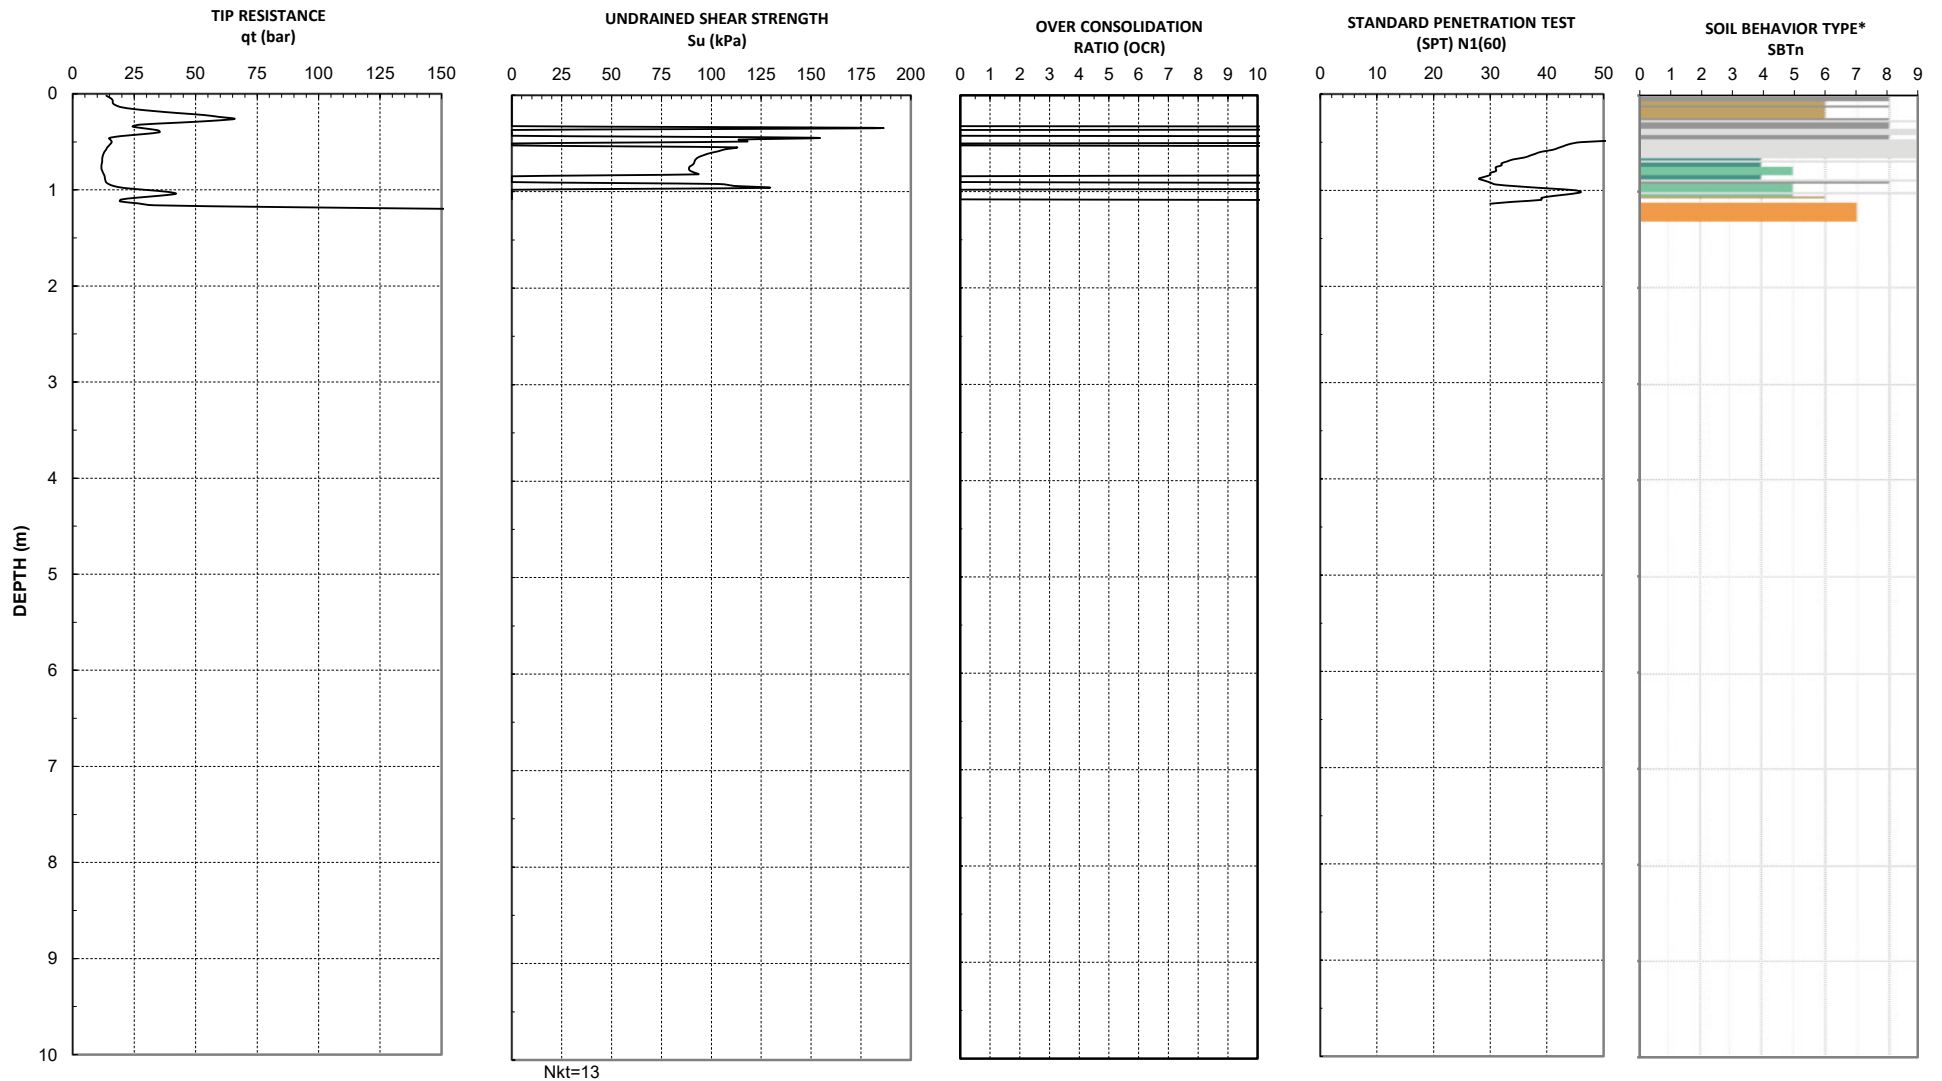 TIP RESISTANCE
qt (bar)
UNDRAINED SHEAR STRENGTH
Su (kPa)
OVER CONSOLIDATION
RATIO (OCR)
STANDARD PENETRATION TEST
(SPT) N1(60)
SOIL BEHAVIOR TYPE*
SBTn
0 25 50 75 100 125 150
0 25 50 75 100 125 150 175 200
0 1 2 3 4 5 6 7 8 9 10
0 10 20 30 40 50
0 1 2 3 4 5 6 7 8 9
0
1
2
3
4
5
6
7
8
9
10
DEPTH (m)
Nkt=13